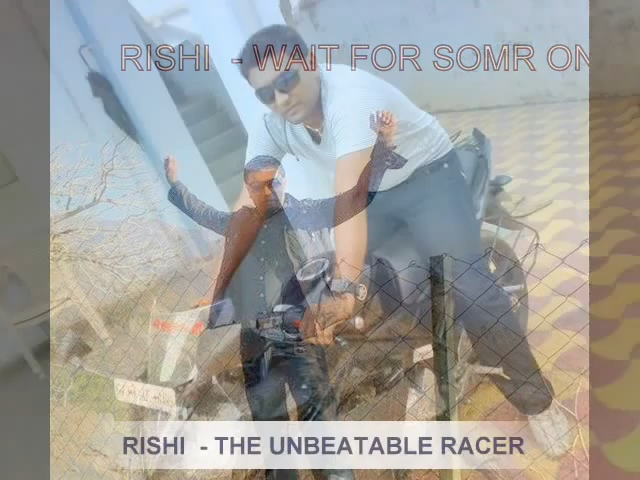 RISHI - WAIT FOR SOMR ON
RISHI - THE UNBEATABLE RACER